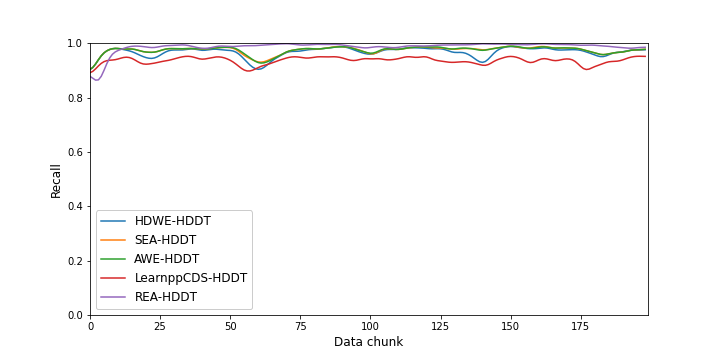 1.0
0.8
0.6
0.4
0.2
0.0
Recall
HDWE-HDDT
SEA-HDDT
AWE-HDDT
LearnppCDS-HDDT
REA-HDDT
0 25 50 75 100 125 150 175
Data chunk